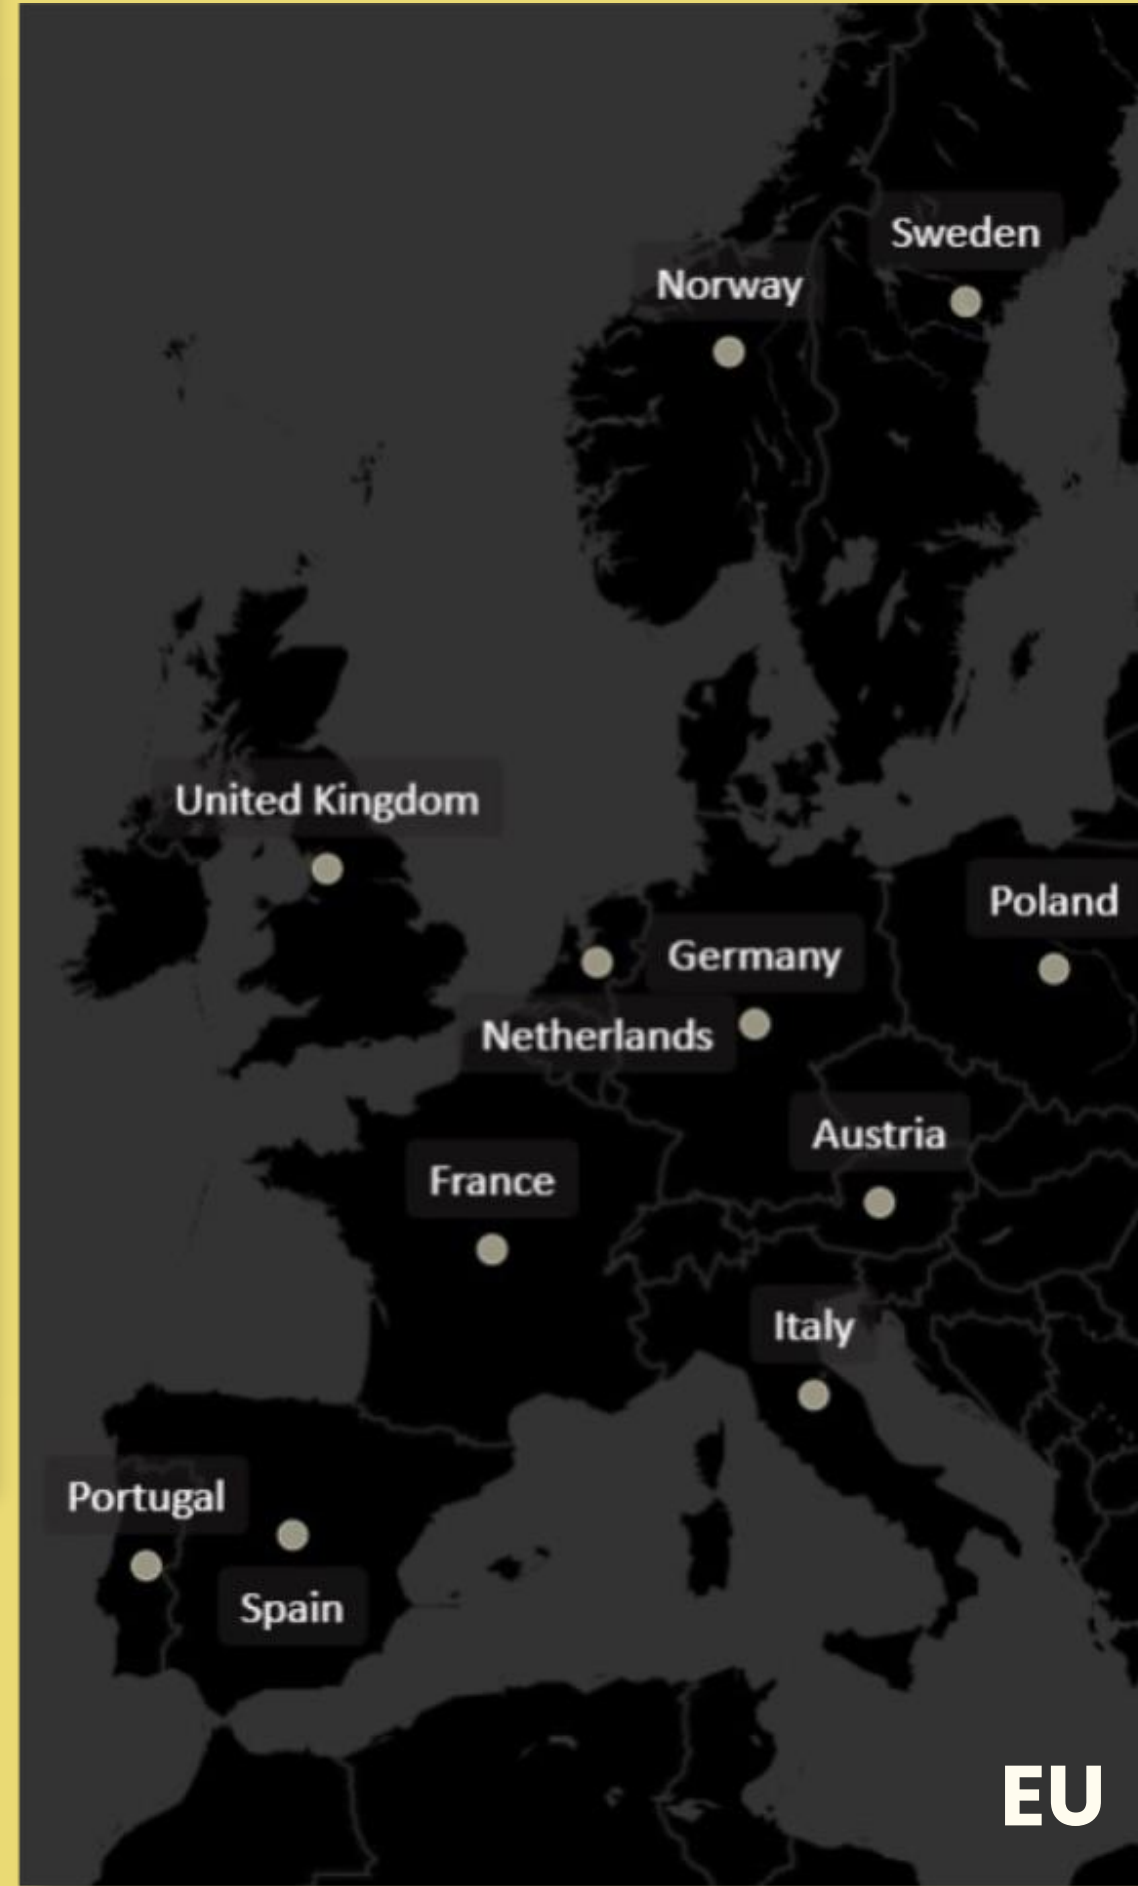 Sweden
Norway
United Kingdom
Poland
Germany
Netherlands
Austria
France
Italy
Portugal
Spain
EU